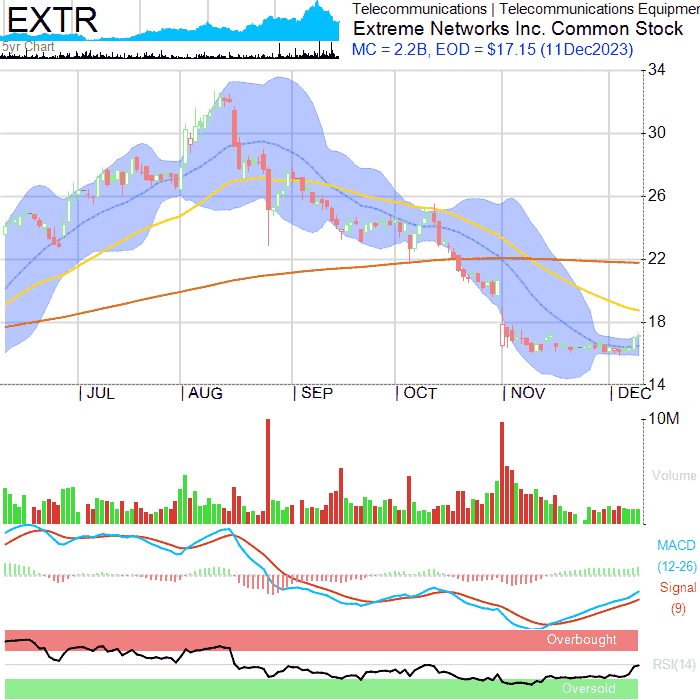 EXTR
Telecommunications | Telecommunications Equipmen
Extreme Networks Inc. Common Stock
5yr Chart
MC = 2.2B, EOD = $17.15 (11Dec2023)
34
30
26
22
18
14
JUL
AUG
SEP
OCT
NOV
DEC
10M
Volume
MACD
(12-26)
Signal
(9)
Overbought
RSI(14)
Oversold